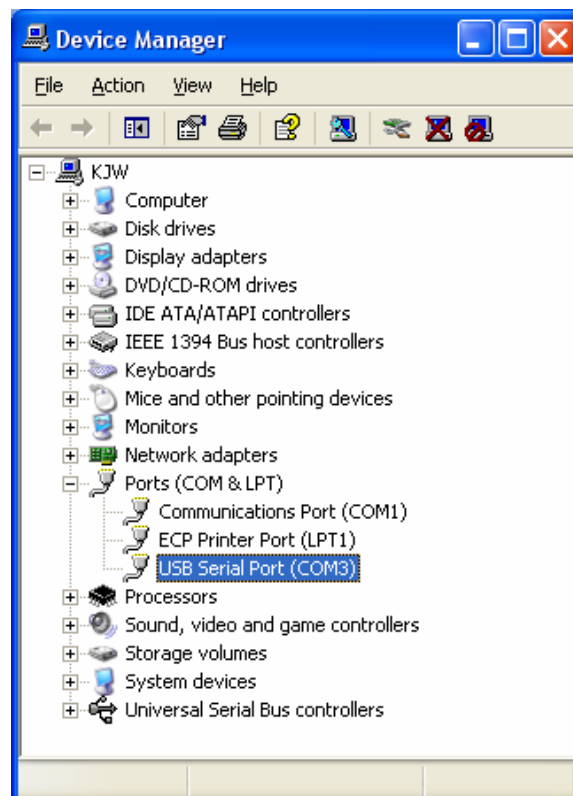 Device Manager
File Action View Help
KJW
Computer
Disk drives
Display adapters
DVD/CD-ROM drives
IDE ATA/ATAPI controllers
IEEE 1394 Bus host controllers
Keyboards
Mice and other pointing devices
Monitors
Network adapters
Ports (COM & LPT)
Communications Port (COM1)
ECP Printer Port (LPT1)
USB Serial Port (COM3)
Processors
Sound, video and game controllers
Storage volumes
System devices
Universal Serial Bus controllers